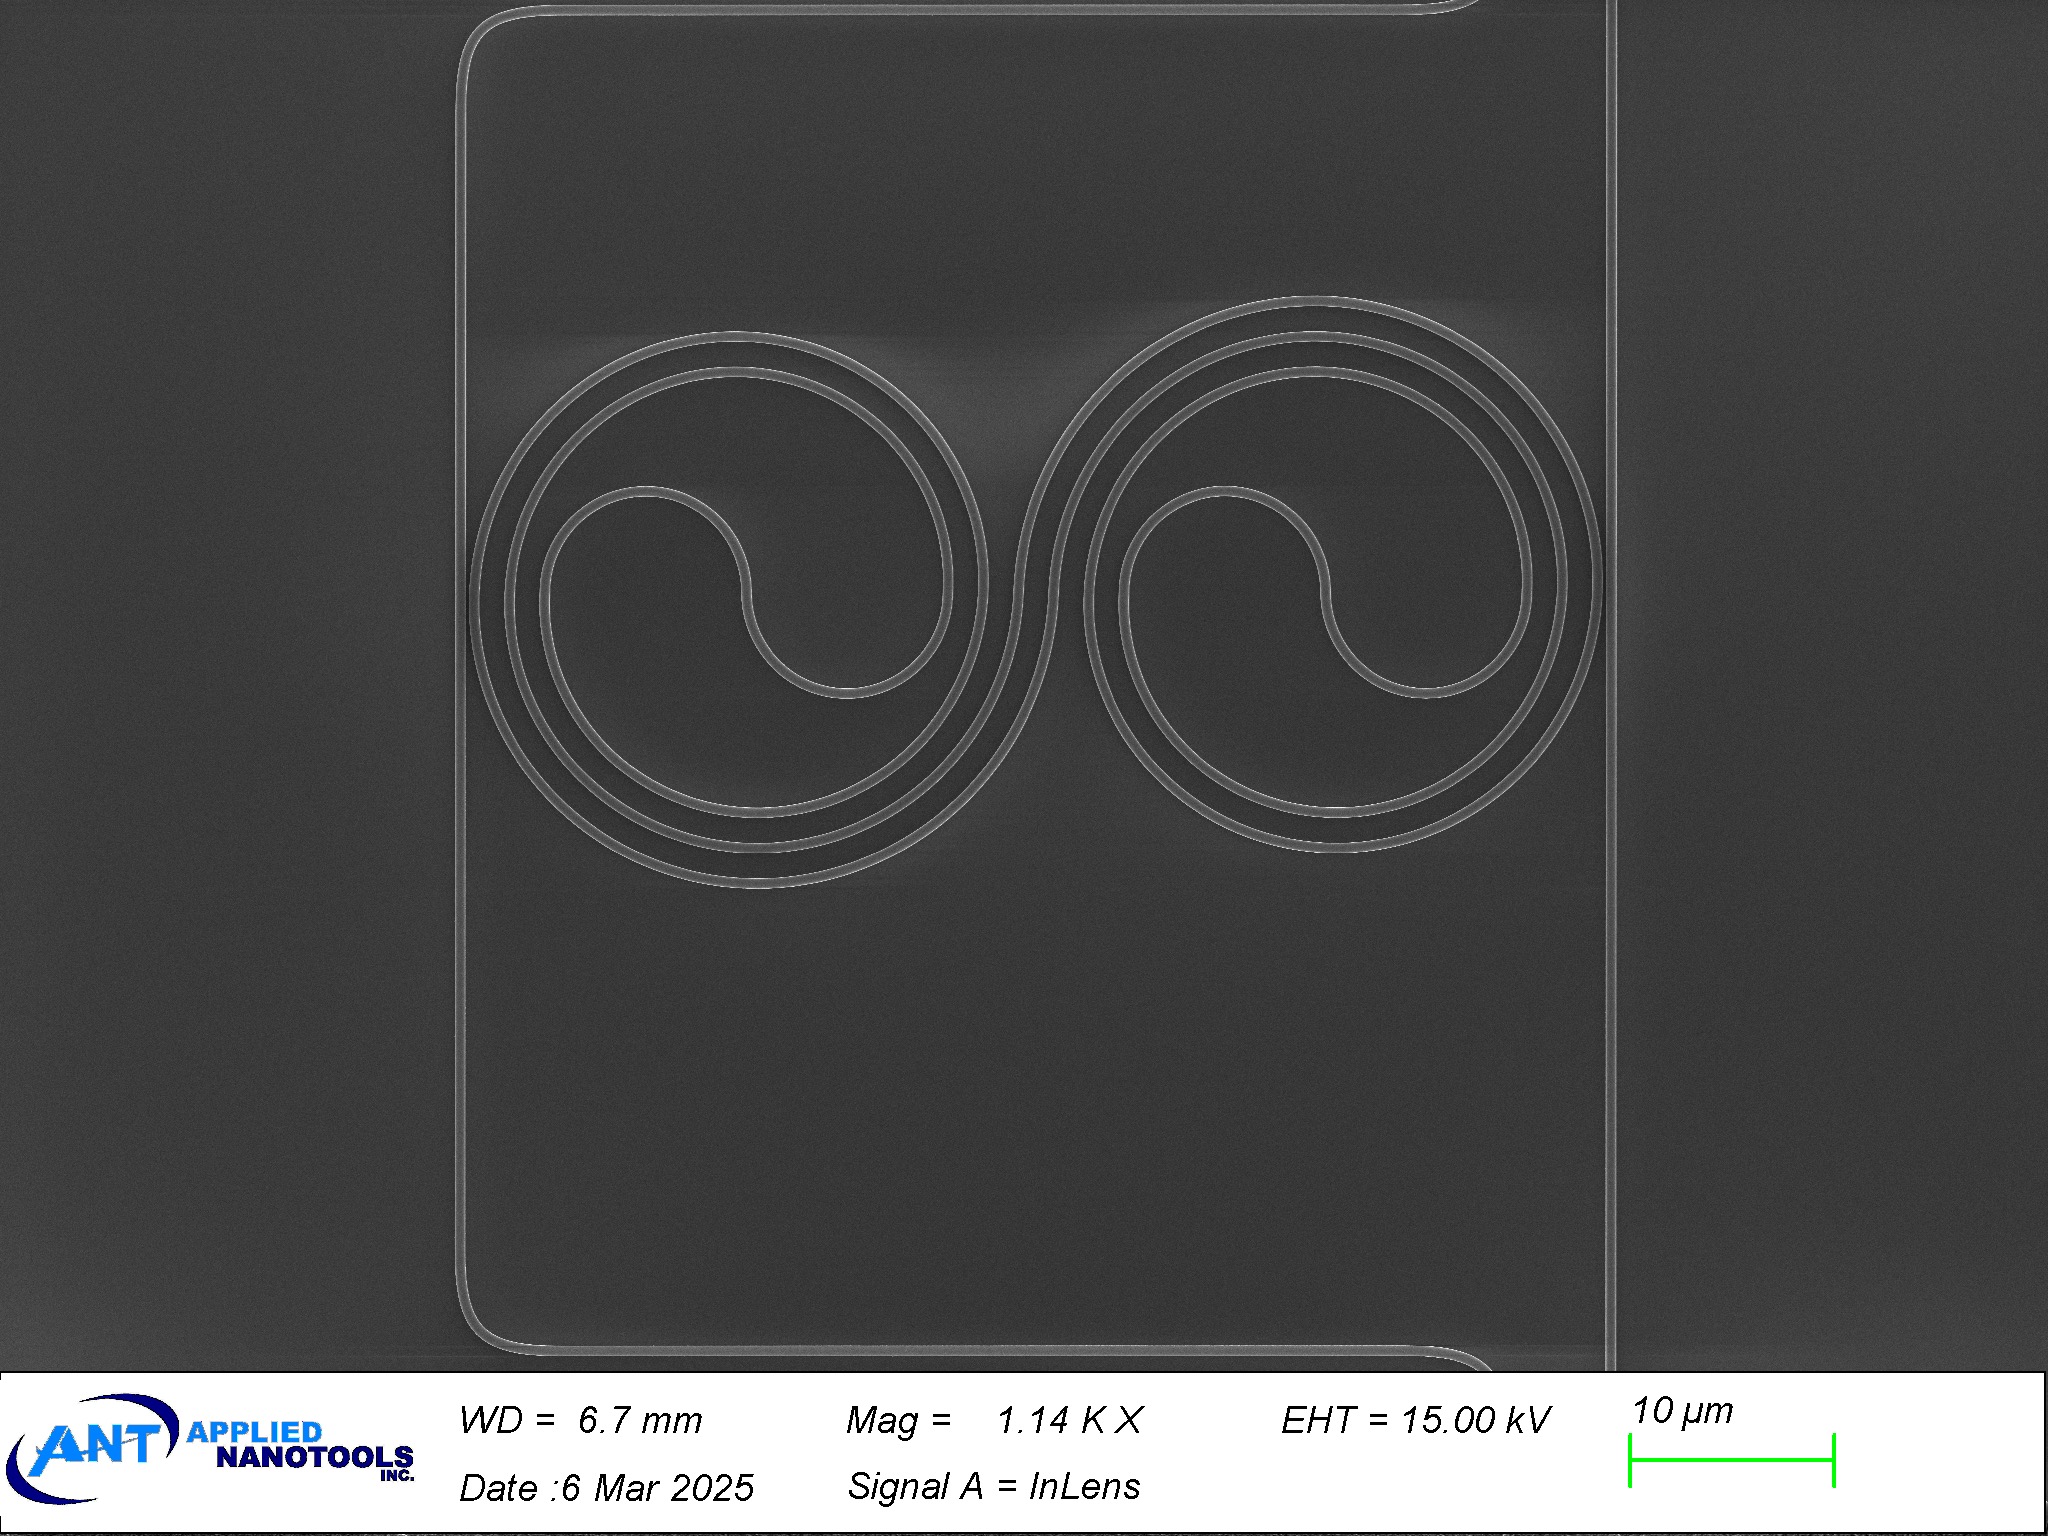 ANT APPLIED
NANOTOOLS
INC.
WD = 6.7 mm Mag = 1.14 K X EHT = 15.00 kV 10 µm
Date :6 Mar 2025 Signal A = InLens